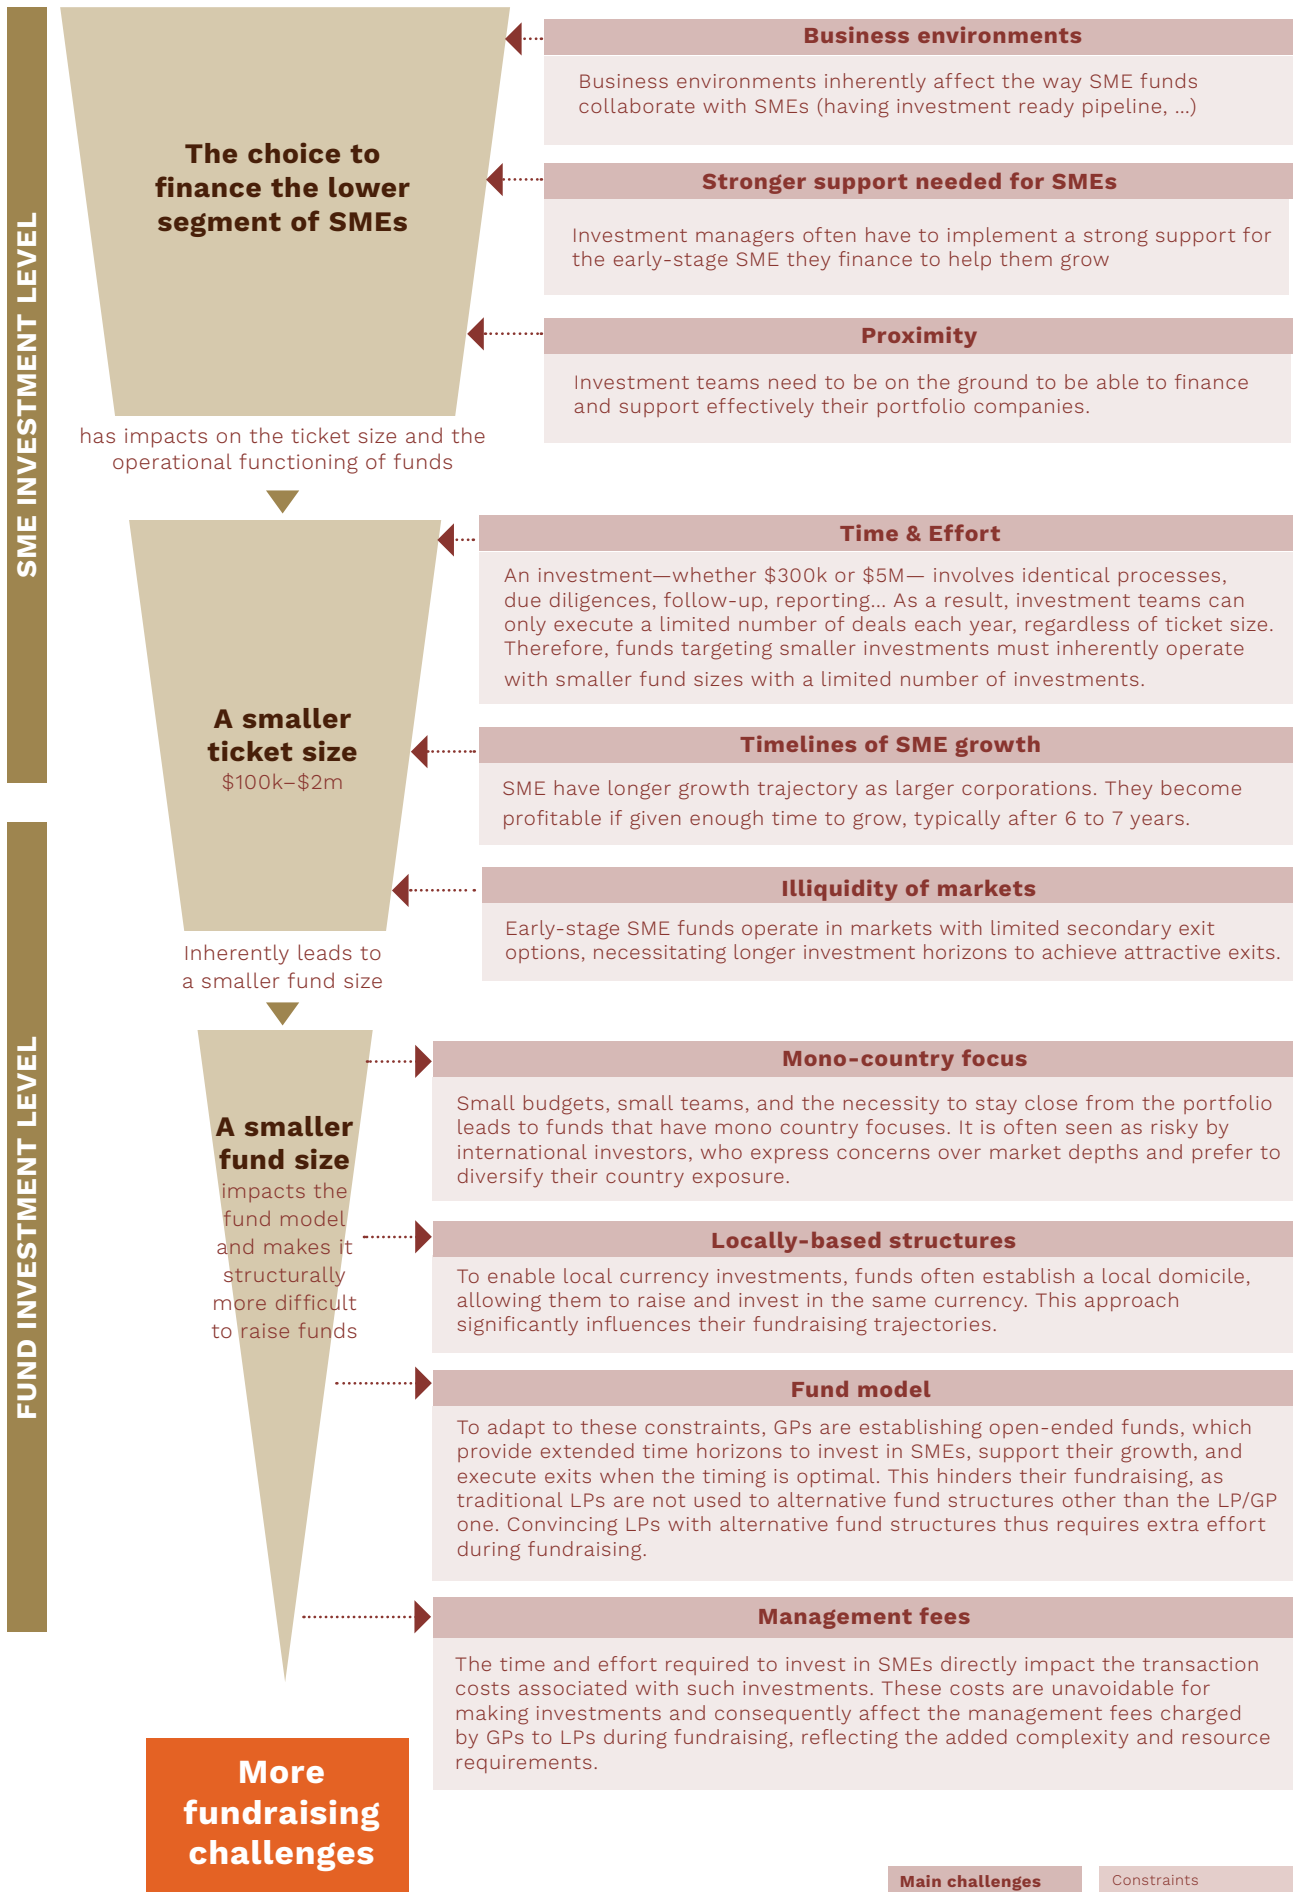 SME INVESTMENT LEVEL
The choice to
finance the lower
segment of SMEs
Business environments
Business environments inherently affect the way SME funds
collaborate with SMEs (having investment ready pipeline, ...)
Stronger support needed for SMEs
Investment managers often have to implement a strong support for
the early-stage SME they finance to help them grow
Proximity
Investment teams need to be on the ground to be able to finance
and support effectively their portfolio companies.
has impacts on the ticket size and the
operational functioning of funds
A smaller
ticket size
$100k–$2m
Time & Effort
An investment—whether $300k or $5M— involves identical processes,
due diligences, follow-up, reporting... As a result, investment teams can
only execute a limited number of deals each year, regardless of ticket size.
Therefore, funds targeting smaller investments must inherently operate
with smaller fund sizes with a limited number of investments.
Timelines of SME growth
SME have longer growth trajectory as larger corporations. They become
profitable if given enough time to grow, typically after 6 to 7 years.
Illiquidity of markets
Early-stage SME funds operate in markets with limited secondary exit
options, necessitating longer investment horizons to achieve attractive exits.
Inherently leads to
a smaller fund size
FUND INVESTMENT LEVEL
A smaller
fund size
impacts the
fund model
and makes it
structurally
more difficult
to raise funds
Mono-country focus
Small budgets, small teams, and the necessity to stay close from the portfolio
leads to funds that have mono country focuses. It is often seen as risky by
international investors, who express concerns over market depths and prefer to
diversify their country exposure.
Locally-based structures
To enable local currency investments, funds often establish a local domicile,
allowing them to raise and invest in the same currency. This approach
significantly influences their fundraising trajectories.
Fund model
To adapt to these constraints, GPs are establishing open-ended funds, which
provide extended time horizons to invest in SMEs, support their growth, and
execute exits when the timing is optimal. This hinders their fundraising, as
traditional LPs are not used to alternative fund structures other than the LP/GP
one. Convincing LPs with alternative fund structures thus requires extra effort
during fundraising.
Management fees
The time and effort required to invest in SMEs directly impact the transaction
costs associated with such investments. These costs are unavoidable for
making investments and consequently affect the management fees charged
by GPs to LPs during fundraising, reflecting the added complexity and resource
requirements.
More
fundraising
challenges
Main challenges
Constraints